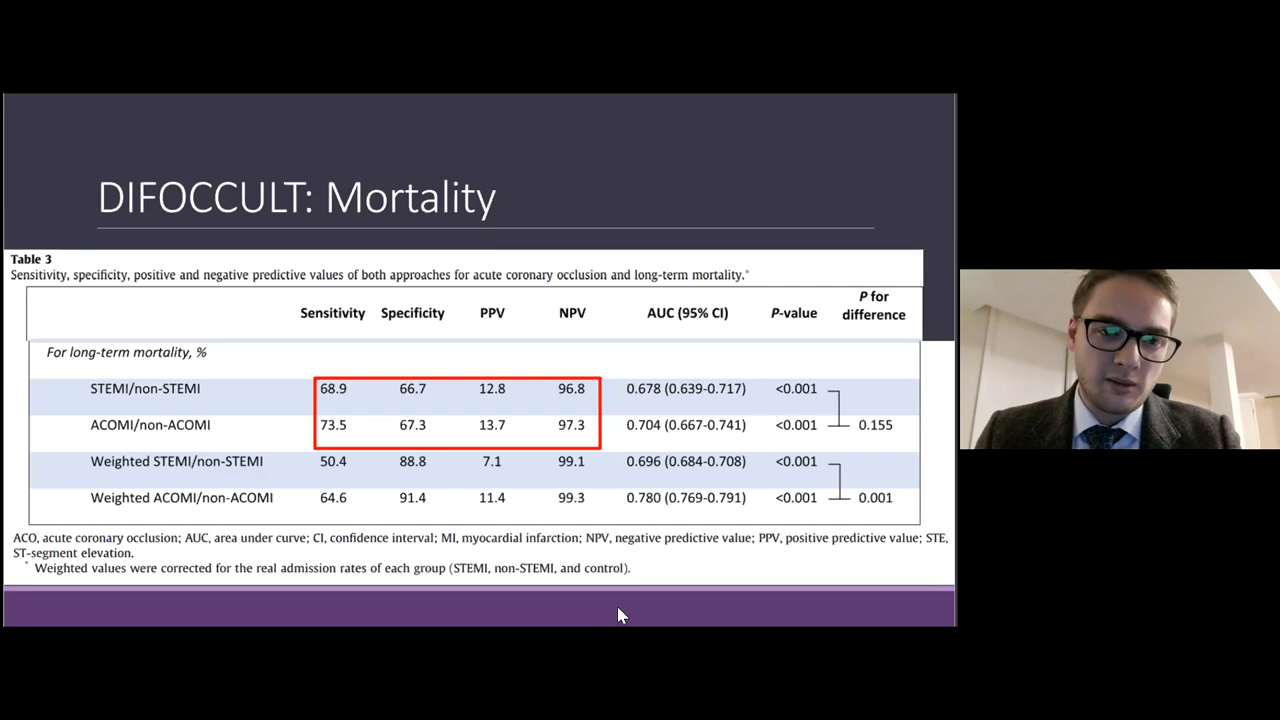 DIFOCCULT: Mortality
Table 3
Sensitivity, specificity, positive and negative predictive values of both approaches for acute coronary occlusion and long-term mortality.*
Sensitivity Specificity PPV NPV AUC (95% CI) P-value P for difference
For long-term mortality, %
STEMI/non-STEMI 68.9 66.7 12.8 96.8 0.678 (0.639-0.717) <0.001
ACOMI/non-ACOMI 73.5 67.3 13.7 97.3 0.704 (0.667-0.741) <0.001 0.155
Weighted STEMI/non-STEMI 50.4 88.8 7.1 99.1 0.696 (0.684-0.708) <0.001
Weighted ACOMI/non-ACOMI 64.6 91.4 11.4 99.3 0.780 (0.769-0.791) <0.001 0.001
ACO, acute coronary occlusion; AUC, area under curve; CI, confidence interval; MI, myocardial infarction; NPV, negative predictive value; PPV, positive predictive value; STE,
ST-segment elevation.
* Weighted values were corrected for the real admission rates of each group (STEMI, non-STEMI, and control).